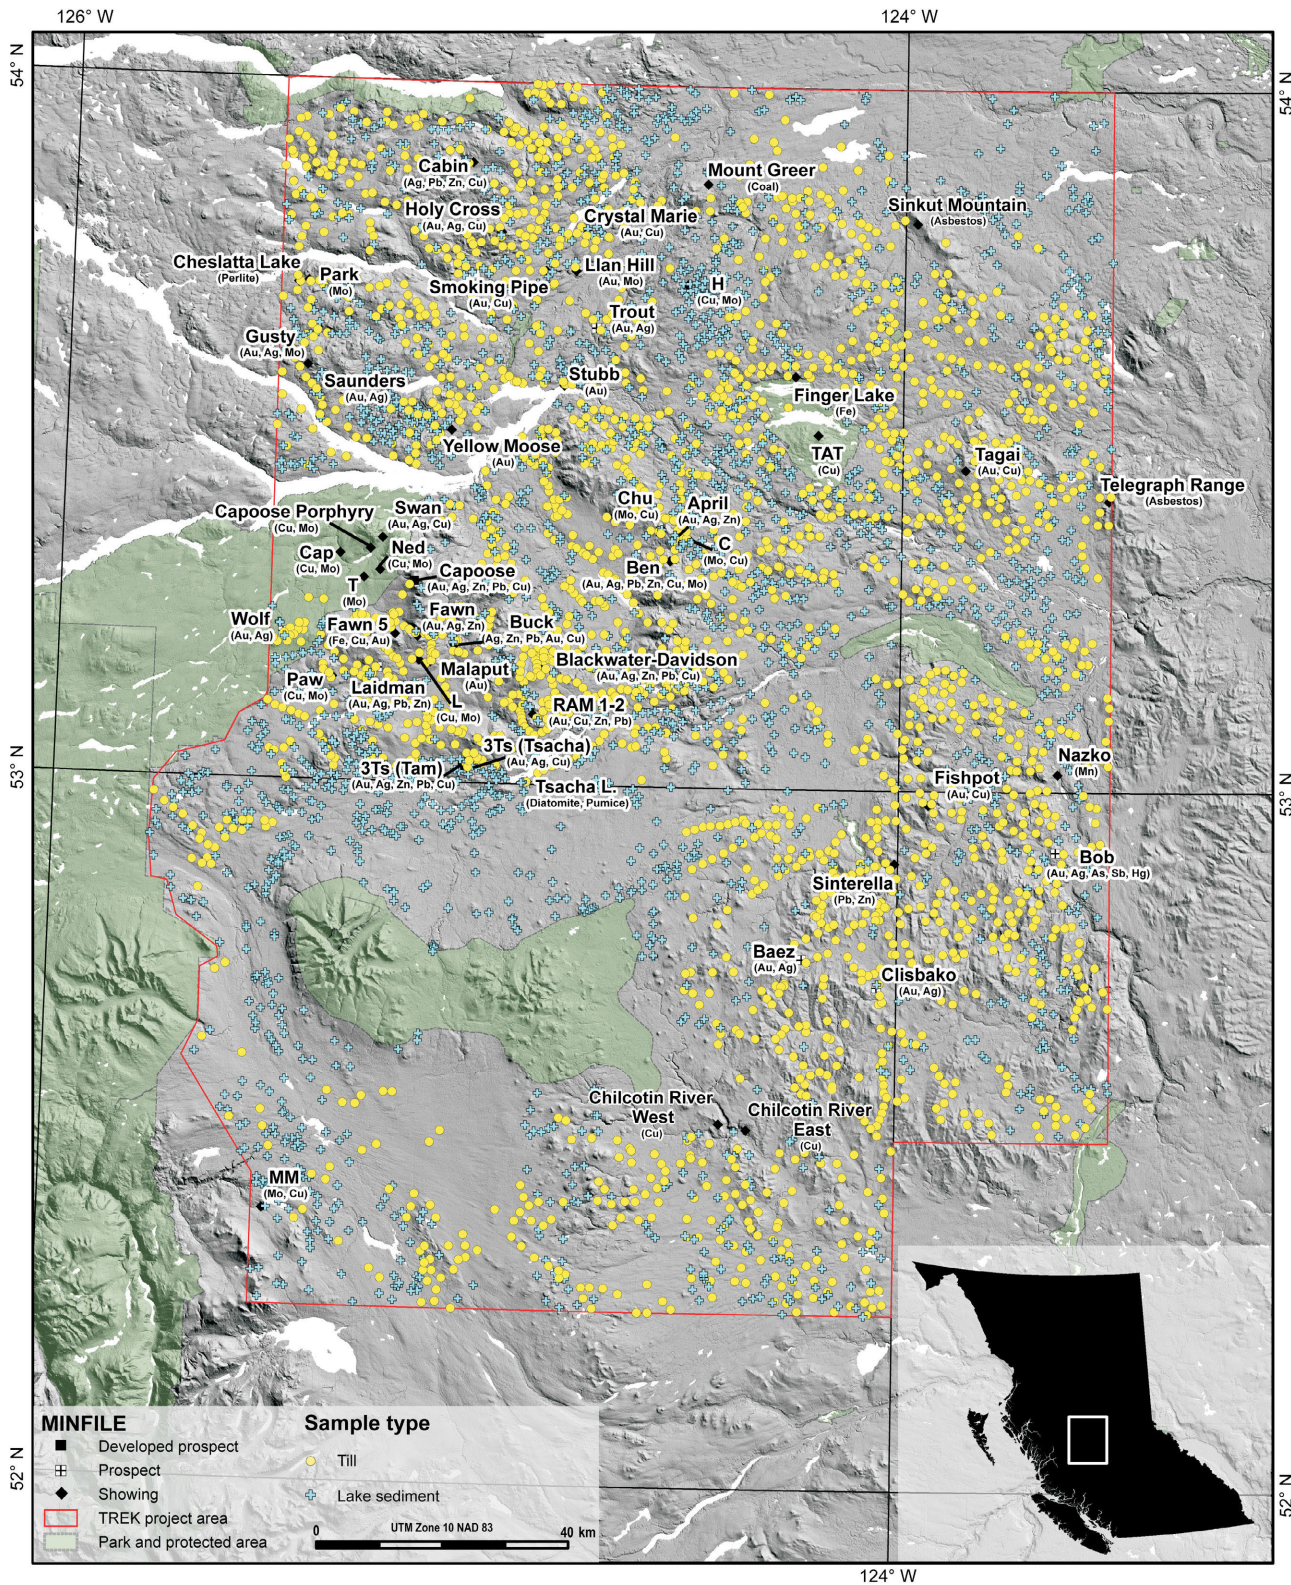 126° W
124° W
54° N
54° N
Cabin
(Ag, Pb, Zn, Cu)
Mount Greer
(Coal)
Holy Cross
(Au, Ag, Cu)
Crystal Marie
(Au, Cu)
Sinkut Mountain
(Asbestos)
Cheslatta Lake
(Perlite)
Park
(Mo)
Llan Hill
(Au, Mo)
Smoking Pipe
(Au, Cu)
H
(Cu, Mo)
Trout
(Au, Ag)
Gusty
(Au, Ag, Mo)
Saunders
(Au, Ag)
Stubb
(Au)
Finger Lake
(Fe)
Yellow Moose
(Au)
TAT
(Cu)
Tagai
(Au, Cu)
Telegraph Range
(Asbestos)
Capoose Porphyry
(Cu, Mo)
Swan
(Au, Ag, Cu)
Chu
(Mo, Cu)
April
(Au, Ag, Zn)
Cap
(Cu, Mo)
Ned
(Cu, Mo)
C
(Mo, Cu)
Ben
(Au, Ag, Pb, Zn, Cu, Mo)
T
(Mo)
Capoose
(Au, Ag, Zn, Pb, Cu)
Wolf
(Au, Ag)
Fawn
(Au, Ag, Zn)
Fawn 5
(Fe, Cu, Au)
Buck
(Ag, Zn, Pb, Au, Cu)
Blackwater-Davidson
(Au, Ag, Zn, Pb, Cu)
Malaput
(Au)
Paw
(Cu, Mo)
Laidman
(Au, Ag, Pb, Zn)
L
(Cu, Mo)
RAM 1-2
(Au, Cu, Zn, Pb)
3Ts (Tsacha)
(Au, Ag, Cu)
3Ts (Tam)
(Au, Ag, Zn, Pb, Cu)
Tsacha L.
(Diatomite, Pumice)
Nazko
(Mn)
Fishpot
(Au, Cu)
53° N
53° N
Bob
(Au, Ag, As, Sb, Hg)
Sinterella
(Pb, Zn)
Baez
(Au, Ag)
Clisbako
(Au, Ag)
Chilcotin River
West
(Cu)
Chilcotin River
East
(Cu)
MM
(Mo, Cu)
MINFILE
Developed prospect
Prospect
Showing
TREK project area
Park and protected area
Sample type
Till
Lake sediment
0
UTM Zone 10 NAD 83
40 km
52° N
52° N
124° W